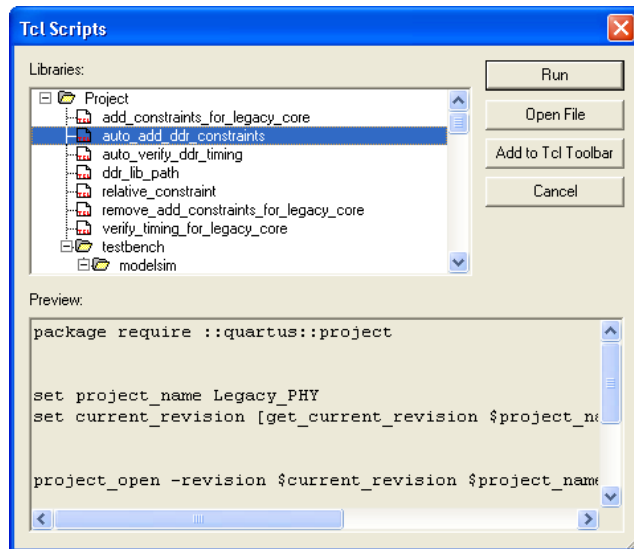 Tcl Scripts
Libraries:
Project
add_constraints_for_legacy_core
auto_add_ddr_constraints
auto_verify_ddr_timing
ddr_lib_path
relative_constraint
remove_add_constraints_for_legacy_core
verify_timing_for_legacy_core
testbench
modelsim
Run
Open File
Add to Tcl Toolbar
Cancel
Preview:
package require ::quartus::project
set project_name Legacy_PHY
set current_revision [get_current_revision $project_na
project_open -revision $current_revision $project_name